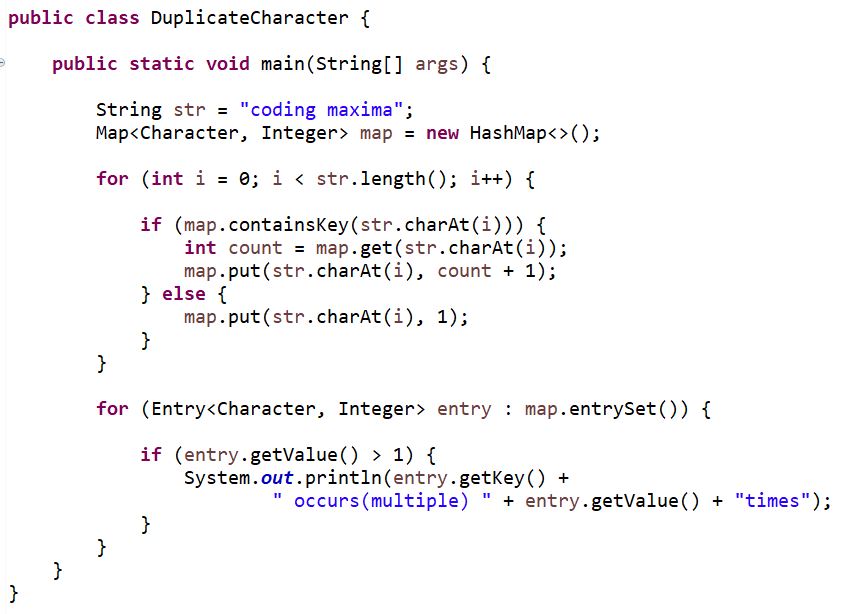 public class DuplicateCharacter {
public static void main(String[] args) {
String str = "coding maxima";
Map<Character, Integer> map = new HashMap<>();
for (int i = 0; i < str.length(); i++) {
if (map.containsKey(str.charAt(i))) {
int count = map.get(str.charAt(i));
map.put(str.charAt(i), count + 1);
} else {
map.put(str.charAt(i), 1);
}
}
for (Entry<Character, Integer> entry : map.entrySet()) {
if (entry.getValue() > 1) {
System.out.println(entry.getKey() +
" occurs(multiple) " + entry.getValue() + "times");
}
}
}
}